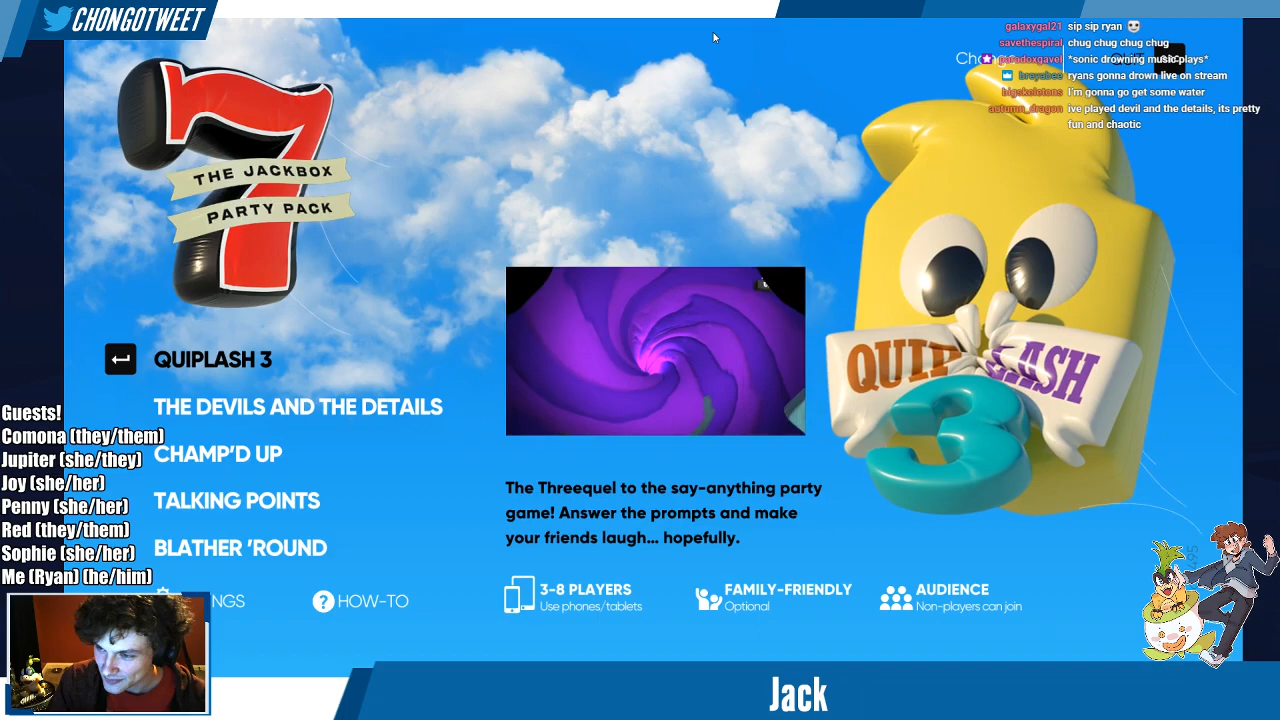 CHONGOTWEET
galaxygal21 sip sip ryan
savethespiral chug chug chug chug
paradoxgavel *sonic drowning music plays*
breyabee ryans gonna drown live on stream
bigskeletons I'm gonna go get some water
autumn_dragon ive played devil and the details, its pretty
fun and chaotic
7
THE JACKBOX
PARTY PACK
QUIPLASH
3
QUIPLASH 3
THE DEVILS AND THE DETAILS
CHAMP'D UP
TALKING POINTS
BLATHER 'ROUND
NGS
? HOW-TO
Guests!
Comona (they/them)
Jupiter (she/they)
Joy (she/her)
Penny (she/her)
Red (they/them)
Sophie (she/her)
Me (Ryan) (he/him)
The Threequel to the say-anything party
game! Answer the prompts and make
your friends laugh... hopefully.
3-8 PLAYERS
Use phones/tablets
FAMILY-FRIENDLY
Optional
AUDIENCE
Non-players can join
Jack